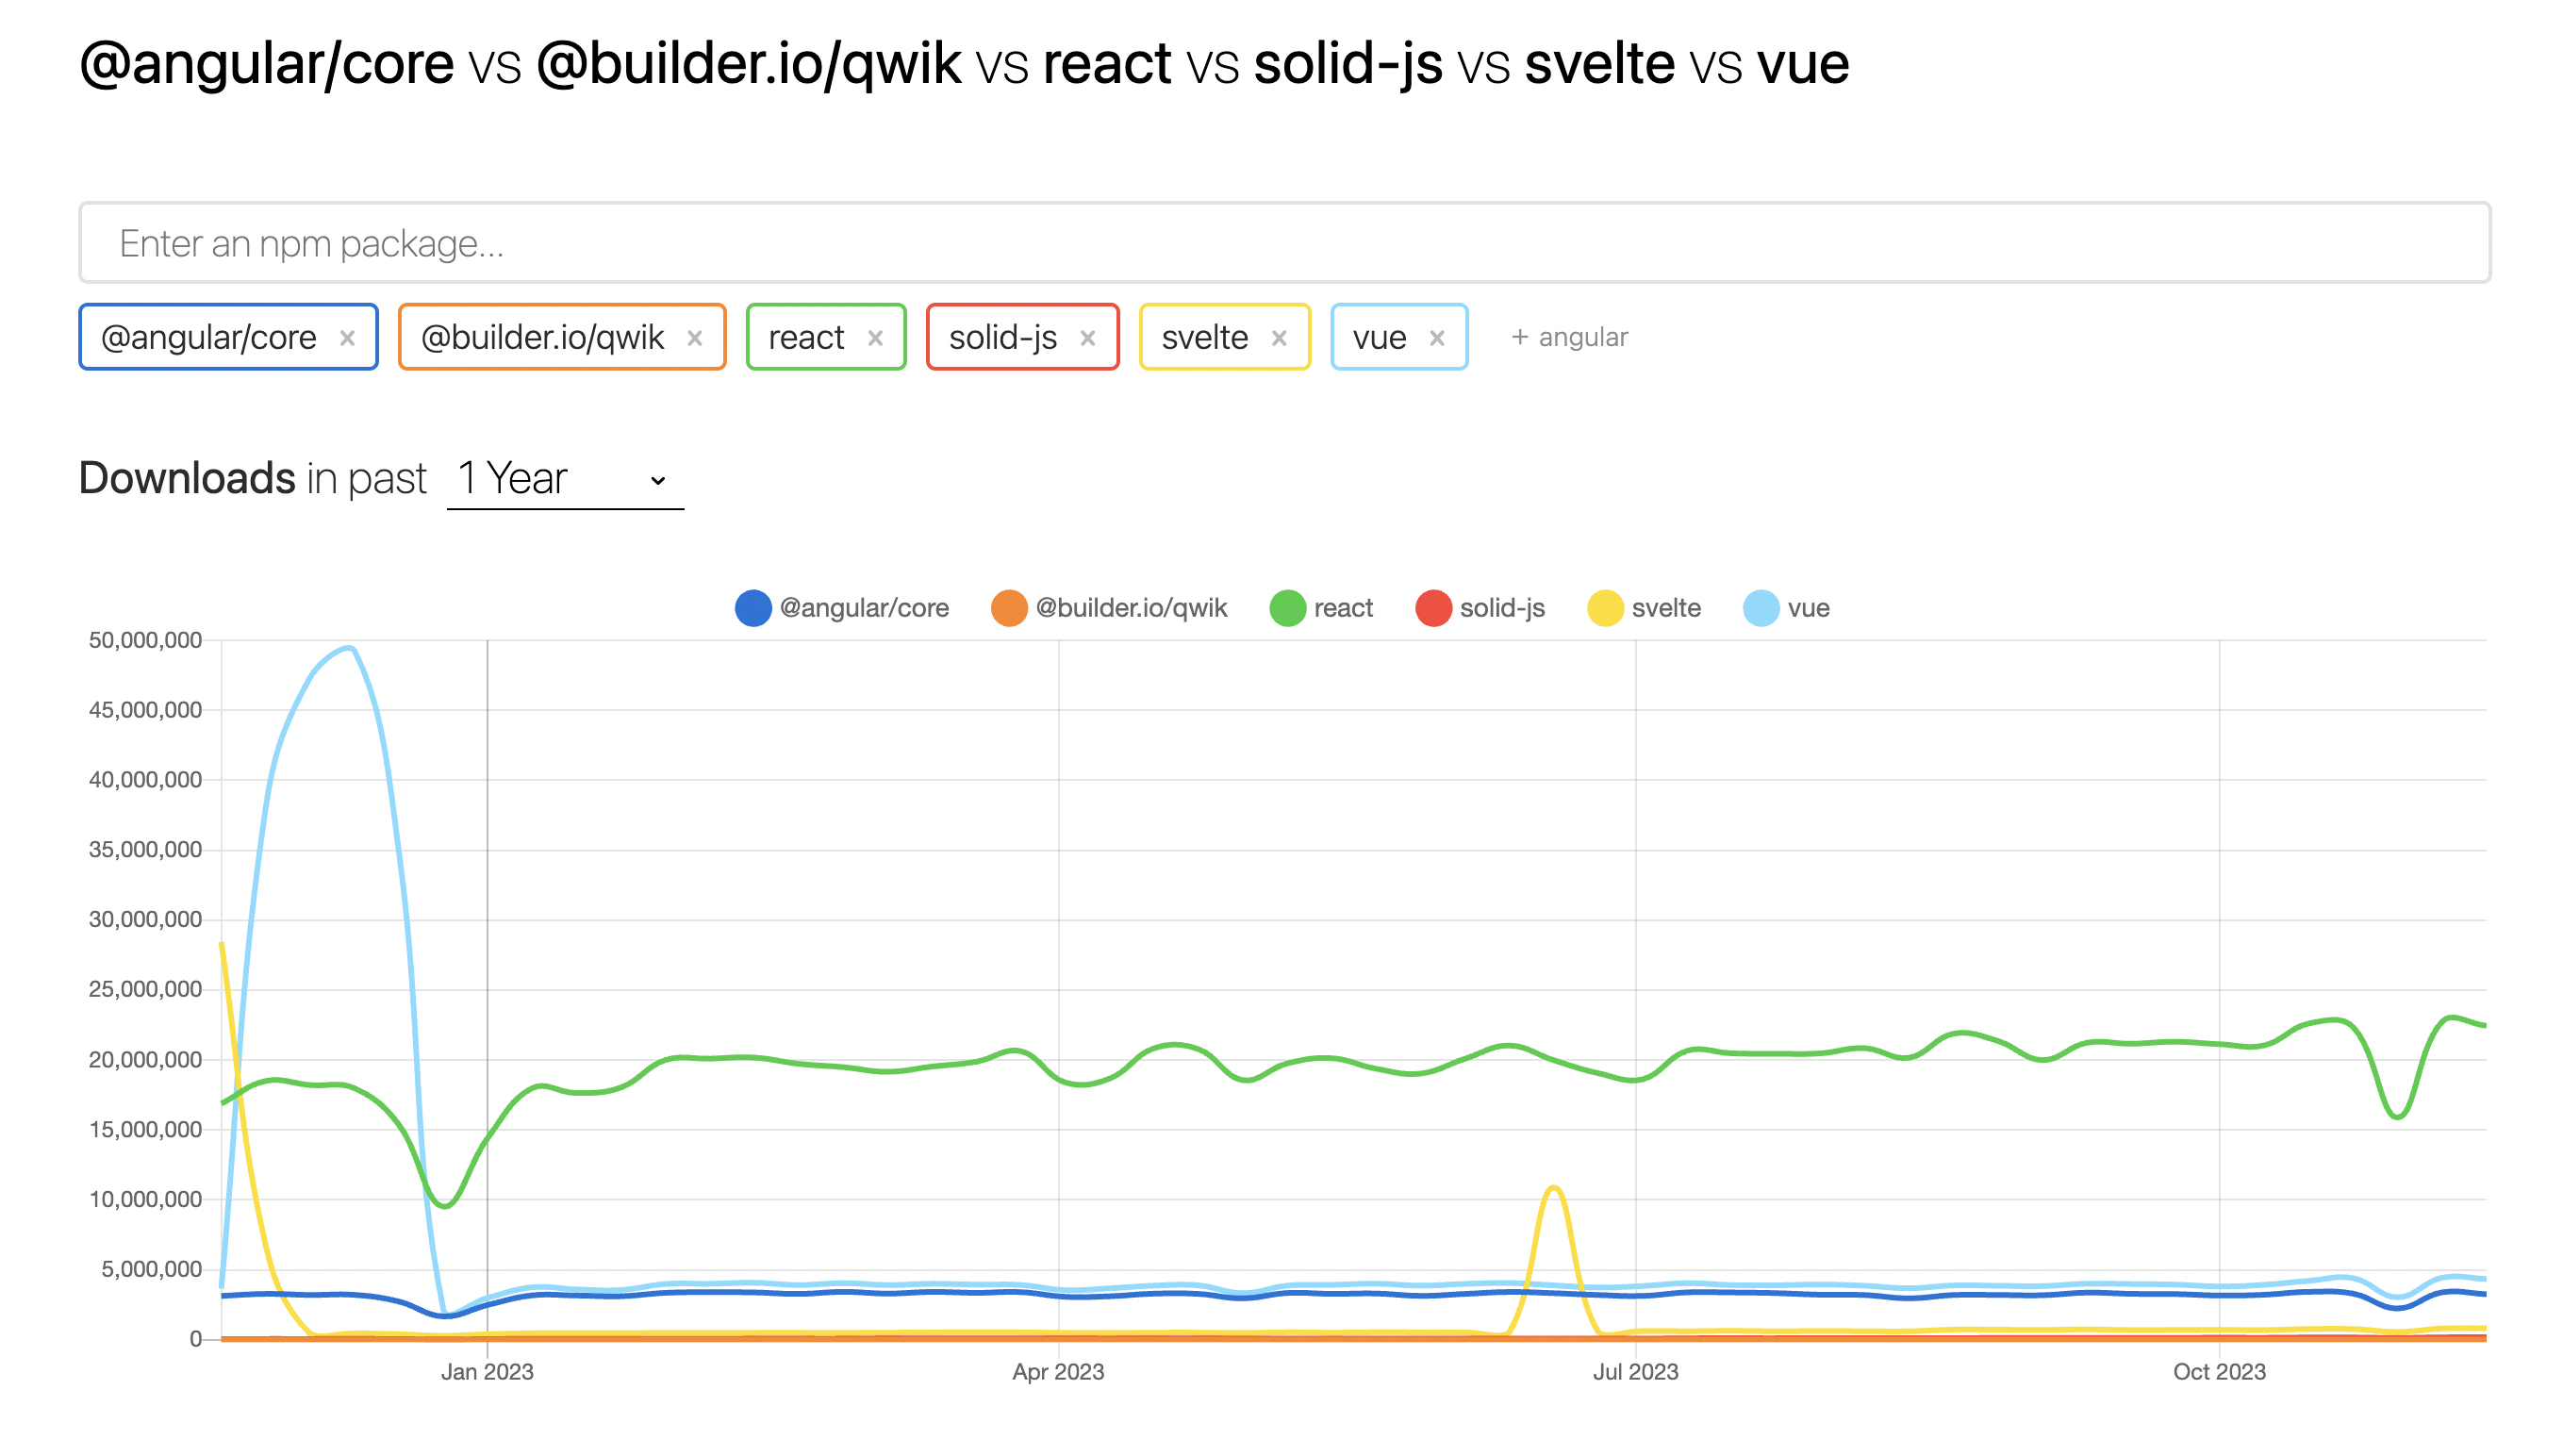 @angular/core vs @builder.io/qwik vs react vs solid-js vs svelte vs vue
Enter an npm package...
@angular/core × @builder.io/qwik × react × solid-js × svelte × vue × + angular
Downloads in past 1 Year
@angular/core @builder.io/qwik react solid-js svelte vue
50,000,000
45,000,000
40,000,000
35,000,000
30,000,000
25,000,000
20,000,000
15,000,000
10,000,000
5,000,000
0
Jan 2023 Apr 2023 Jul 2023 Oct 2023